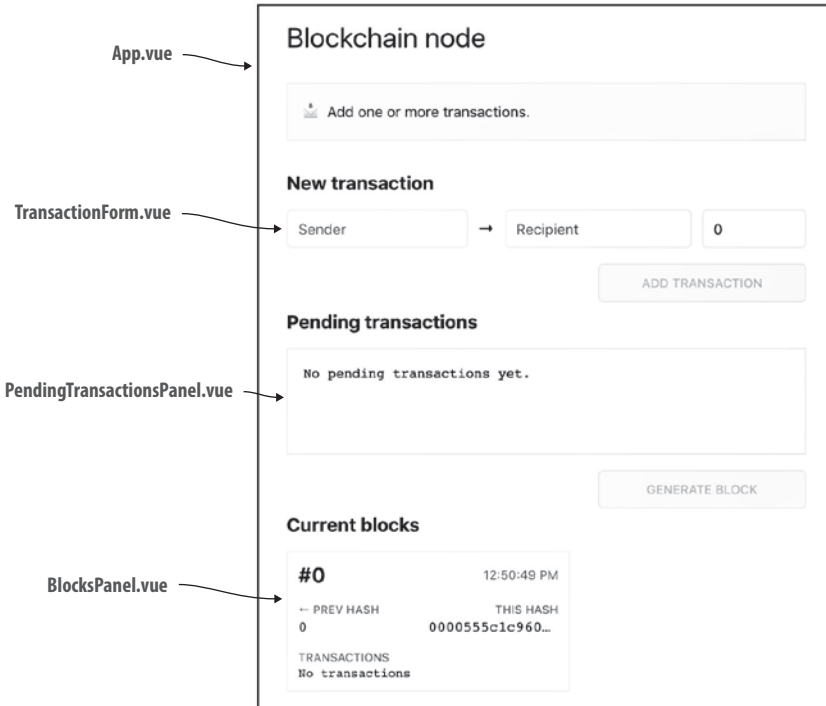 App.vue
Blockchain node
Add one or more transactions.
New transaction
TransactionForm.vue
Sender → Recipient 0
ADD TRANSACTION
Pending transactions
No pending transactions yet.
PendingTransactionsPanel.vue
GENERATE BLOCK
Current blocks
#0 12:50:49 PM
BlocksPanel.vue
← PREV HASH THIS HASH
0 0000555c1c960…
TRANSACTIONS
No transactions